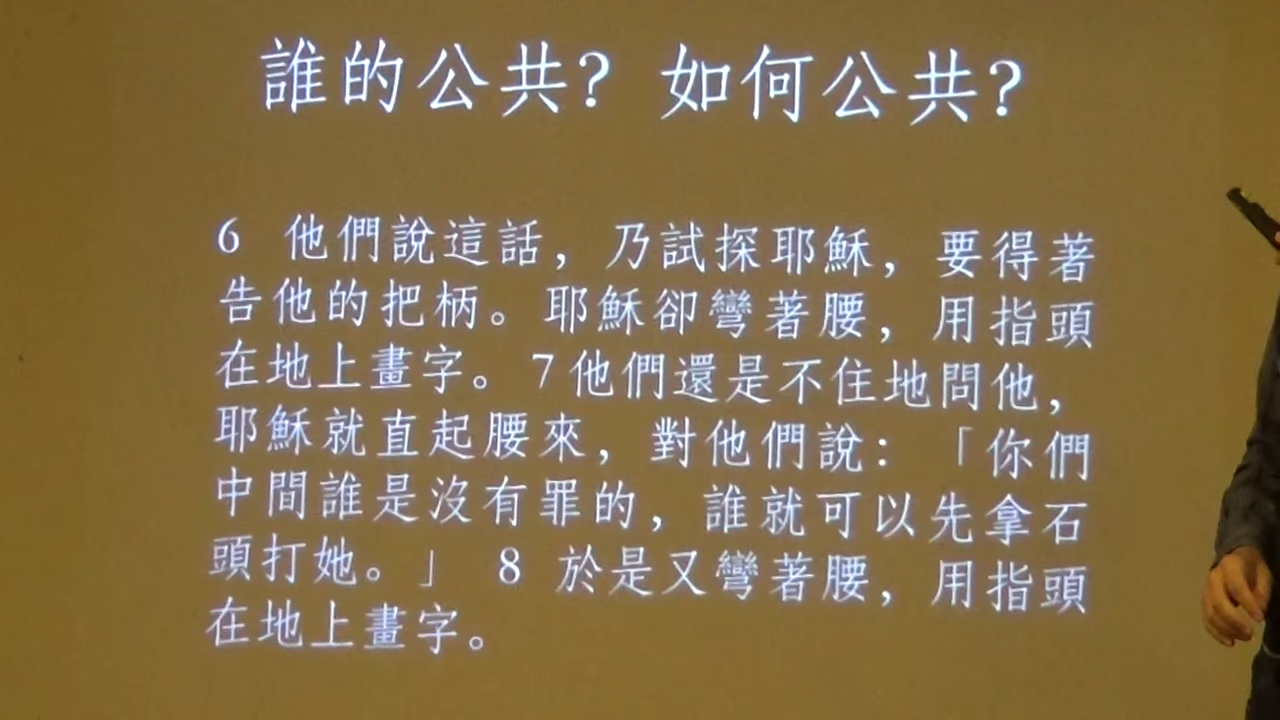 誰的公共? 如何公共?
6 他們說這話，乃試探耶穌，要得著
告他的把柄。耶穌卻彎著腰，用指頭
在地上畫字。7他們還是不住地問他，
耶穌就直起腰來，對他們說：「你們
中間誰是沒有罪的，誰就可以先拿石
頭打她。」 8 於是又彎著腰，用指頭
在地上畫字。